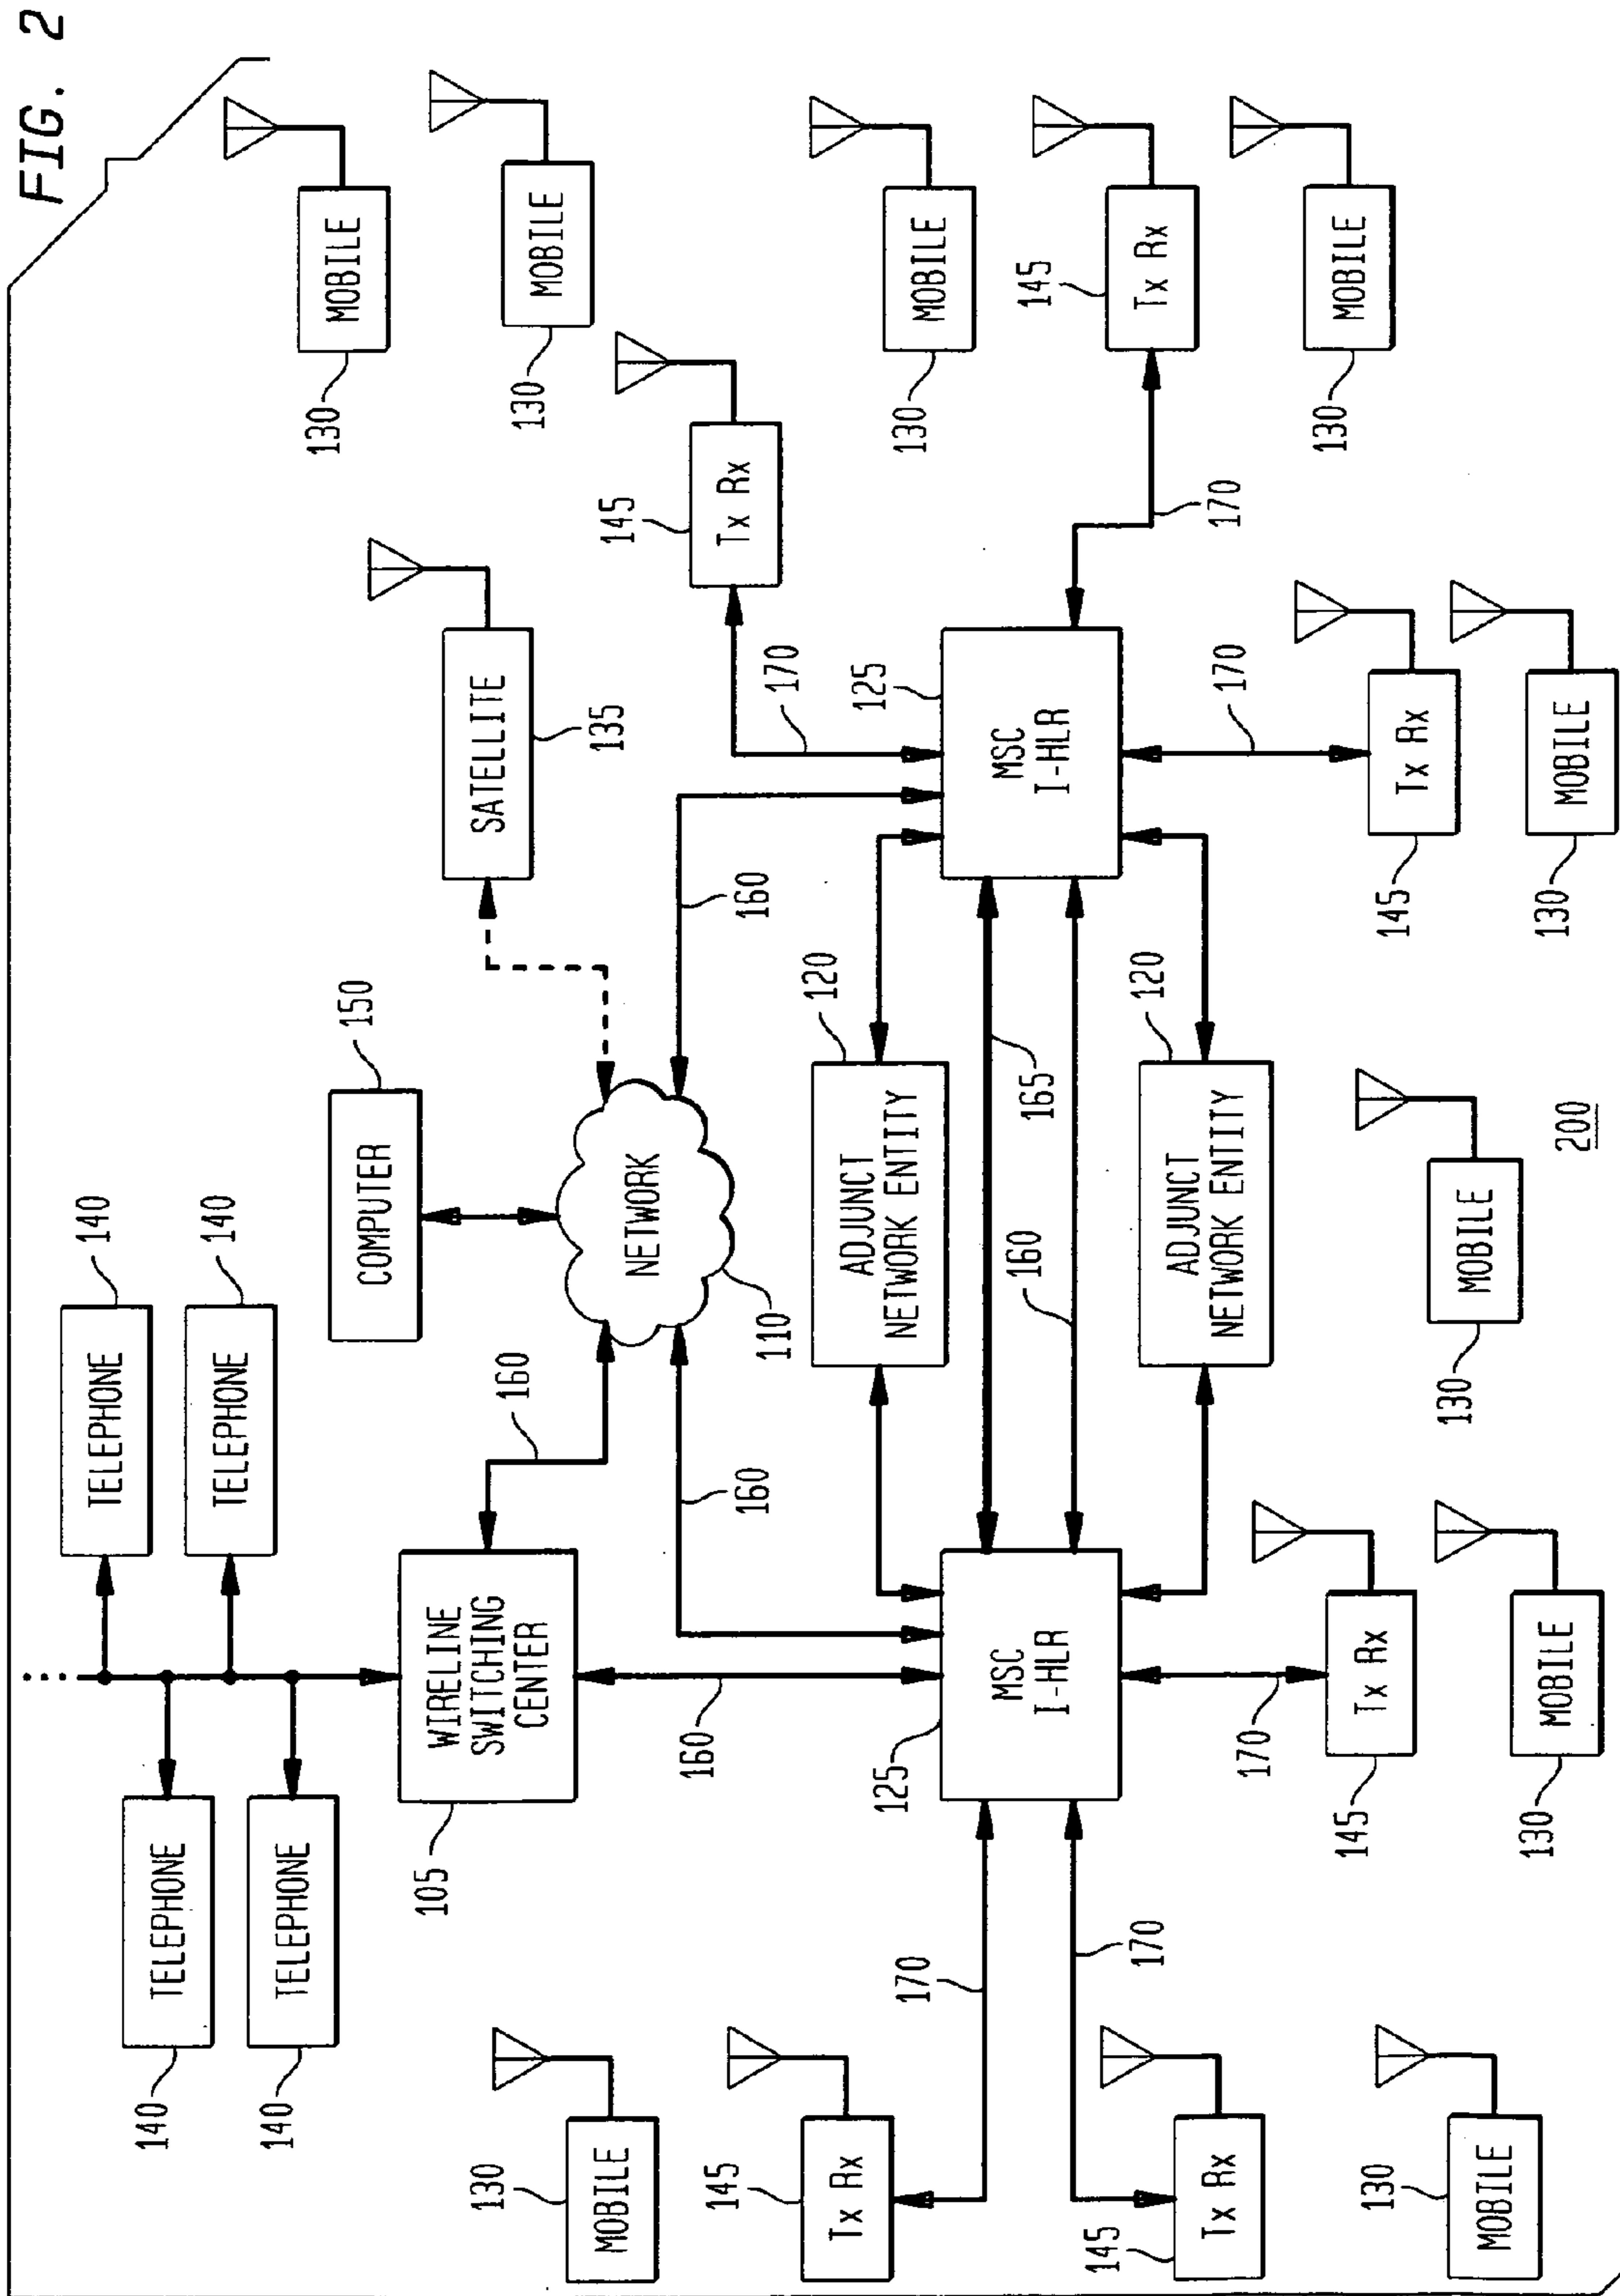 FIG. 2
TELEPHONE
140
140
TELEPHONE
TELEPHONE
140
140
TELEPHONE
130
MOBILE
COMPUTER
150
105
WIRELINE
SWITCHING
CENTER
SATELLITE
135
130
MOBILE
160
130
MOBILE
NETWORK
145
Tx Rx
160
160
160
110
170
145
Tx Rx
120
ADJUNCT
NETWORK ENTITY
125
130
MOBILE
125
170
MSC
I-HLR
165
160
MSC
I-HLR
145
Tx Rx
170
145
Tx Rx
170
120
ADJUNCT
NETWORK ENTITY
170
170
130
MOBILE
145
Tx Rx
145
Tx Rx
130
MOBILE
130
MOBILE
130
MOBILE
130
MOBILE
200